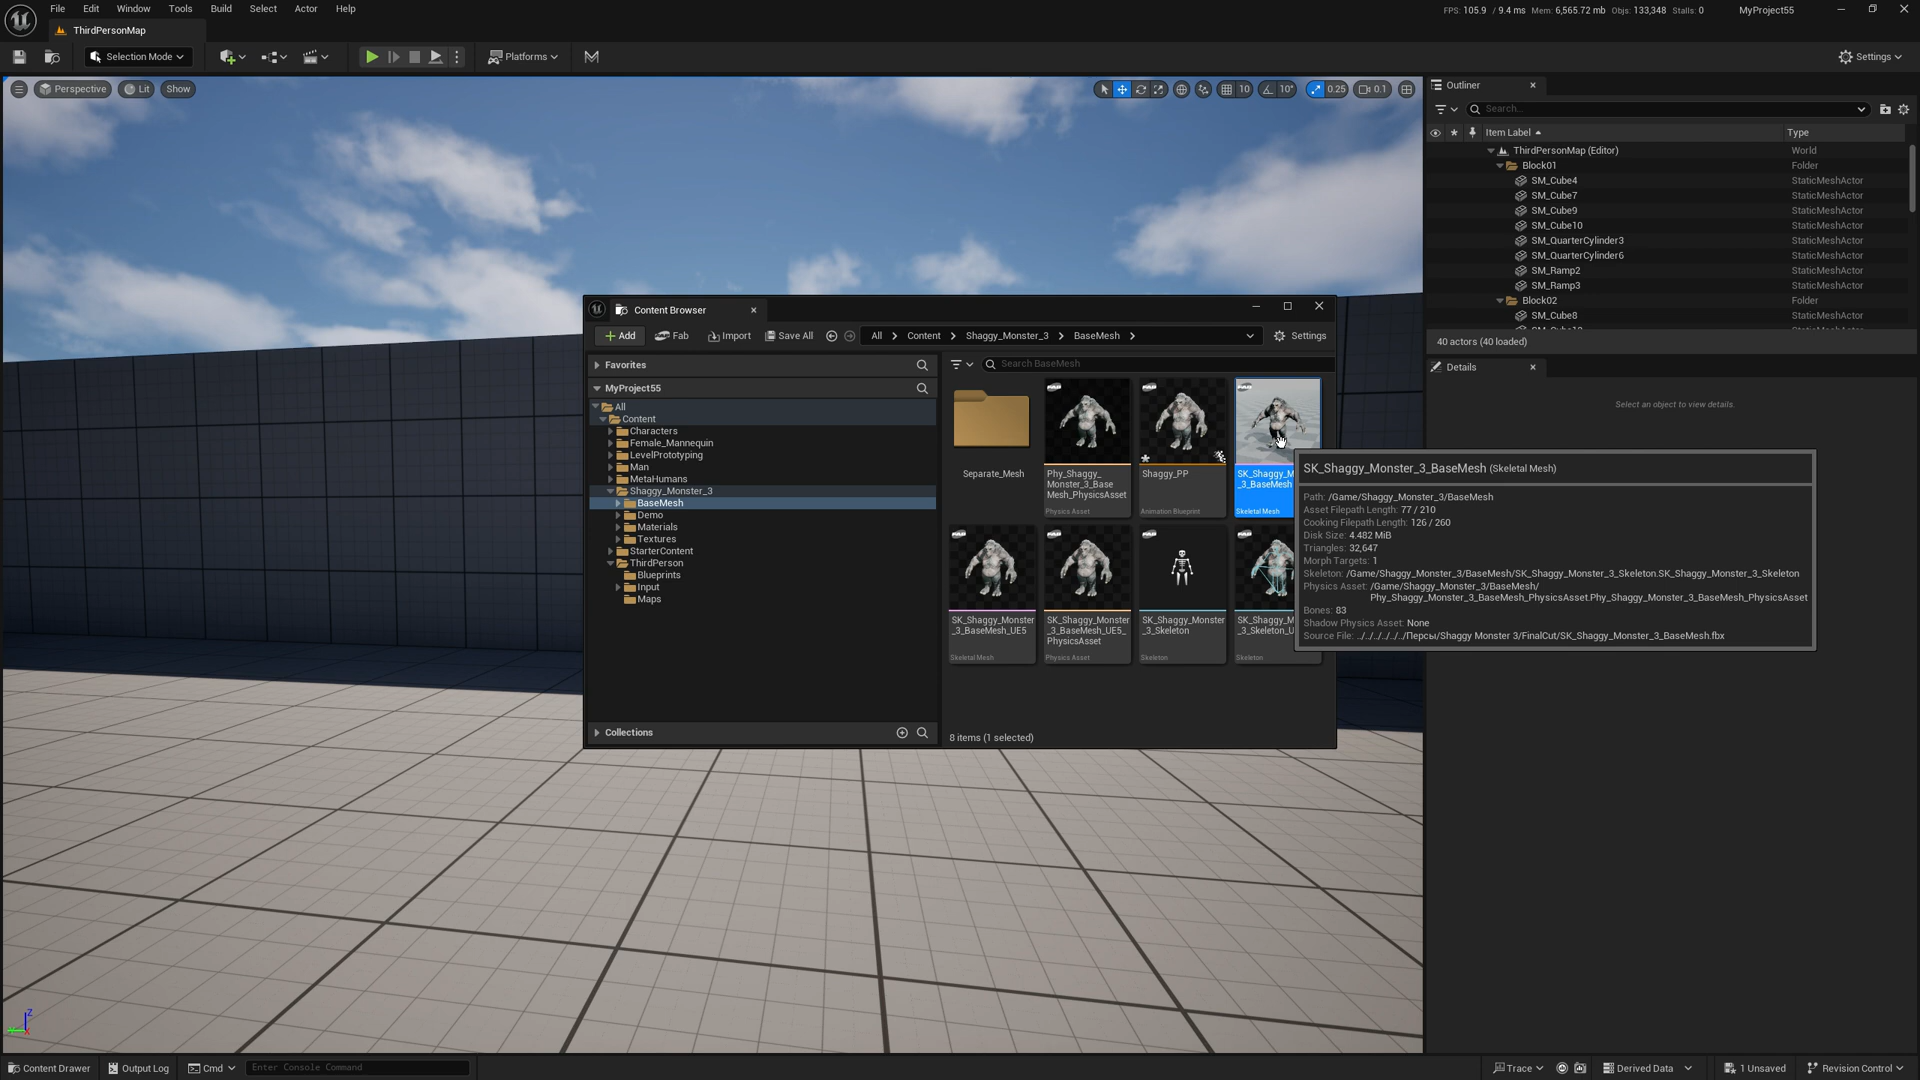 File Edit Window Tools Build Select Actor Help
FPS: 105.9 / 9.4 ms Mem: 6,565.72 mb Objs: 133,348 Stalls: 0
MyProject55
ThirdPersonMap
Selection Mode
Platforms
Settings
Perspective
Lit
Show
10
10°
0.25
0.1
Outliner
Search...
Item Label
Type
ThirdPersonMap (Editor) World
Block01 Folder
SM_Cube4 StaticMeshActor
SM_Cube7 StaticMeshActor
SM_Cube9 StaticMeshActor
SM_Cube10 StaticMeshActor
SM_QuarterCylinder3 StaticMeshActor
SM_QuarterCylinder6 StaticMeshActor
SM_Ramp2 StaticMeshActor
SM_Ramp3 StaticMeshActor
Block02 Folder
SM_Cube8 StaticMeshActor
40 actors (40 loaded)
Details
Select an object to view details.
Content Browser
Add
Fab
Import
Save All
All
Content
Shaggy_Monster_3
BaseMesh
Settings
Favorites
MyProject55
All
Content
Characters
Female_Mannequin
LevelPrototyping
Man
MetaHumans
Shaggy_Monster_3
BaseMesh
Demo
Materials
Textures
StarterContent
ThirdPerson
Blueprints
Input
Maps
Collections
Search BaseMesh
Separate_Mesh
Phy_Shaggy_
Monster_3_Base
Mesh_PhysicsAsset
Physics Asset
Shaggy_PP
Animation Blueprint
SK_Shaggy_M
_3_BaseMesh
Skeletal Mesh
SK_Shaggy_Monster
_3_BaseMesh_UE5
Skeletal Mesh
SK_Shaggy_Monster
_3_BaseMesh_UE5_
PhysicsAsset
Physics Asset
SK_Shaggy_Monster
_3_Skeleton
Skeleton
SK_Shaggy_M
_3_Skeleton_U
Skeleton
8 items (1 selected)
SK_Shaggy_Monster_3_BaseMesh (Skeletal Mesh)
Path: /Game/Shaggy_Monster_3/BaseMesh
Asset Filepath Length: 77 / 210
Cooking Filepath Length: 126 / 260
Disk Size: 4.482 MiB
Triangles: 32,647
Morph Targets: 1
Skeleton: /Game/Shaggy_Monster_3/BaseMesh/SK_Shaggy_Monster_3_Skeleton.SK_Shaggy_Monster_3_Skeleton
Physics Asset: /Game/Shaggy_Monster_3/BaseMesh/
Phy_Shaggy_Monster_3_BaseMesh_PhysicsAsset.Phy_Shaggy_Monster_3_BaseMesh_PhysicsAsset
Bones: 83
Shadow Physics Asset: None
Source File: ../../../../../../Персы/Shaggy Monster 3/FinalCut/SK_Shaggy_Monster_3_BaseMesh.fbx
Z
Content Drawer
Output Log
Cmd
Enter Console Command
Trace
Derived Data
1 Unsaved
Revision Control